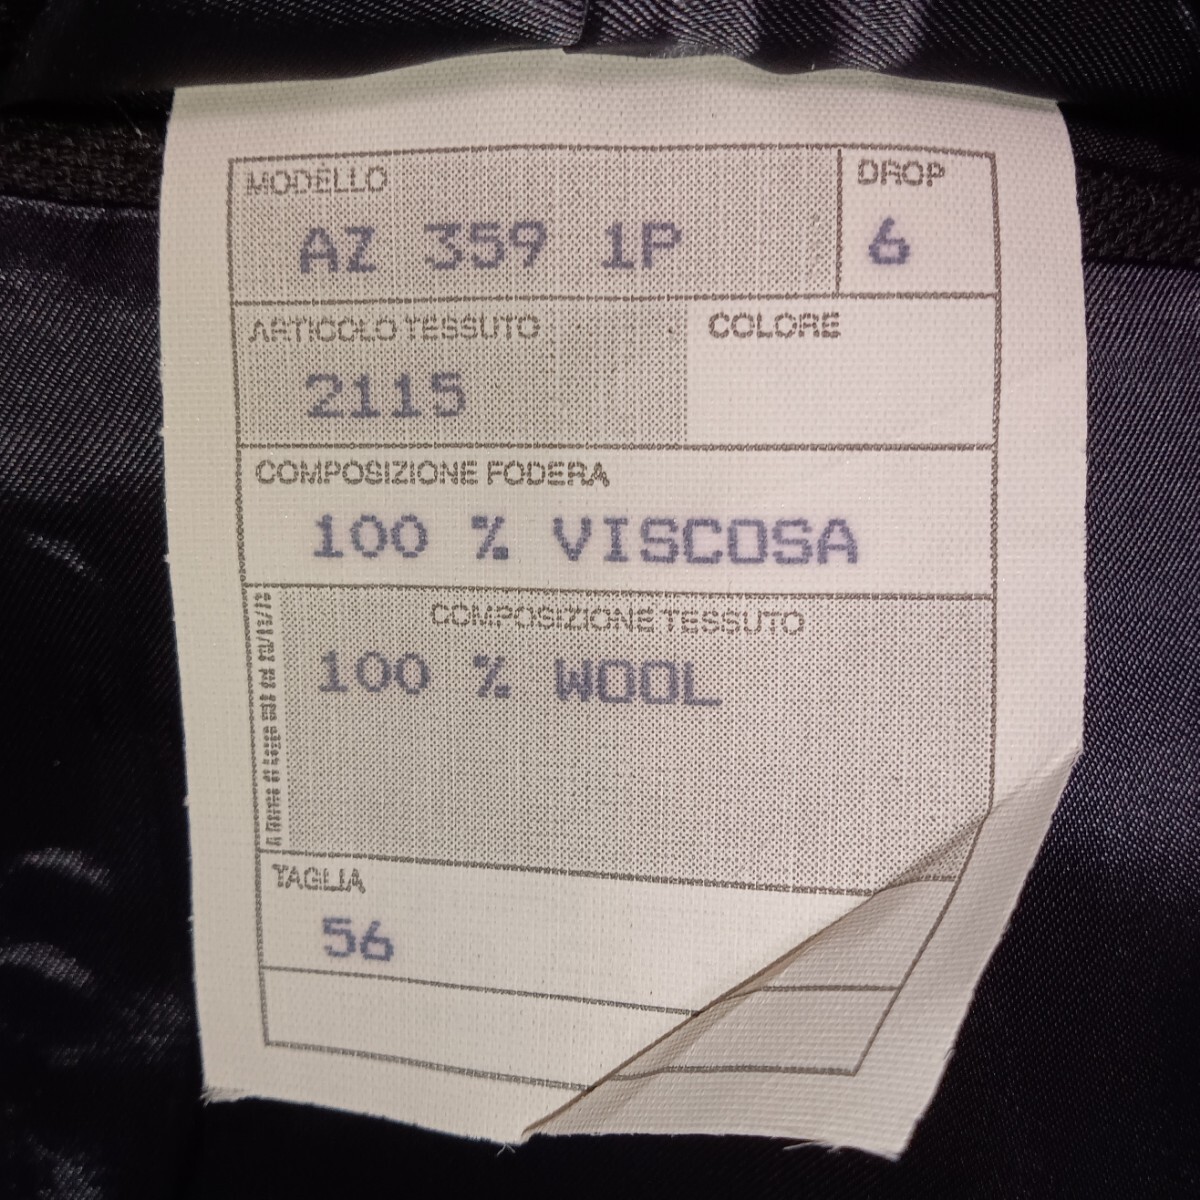 MODELLO
AZ 359 1P
DROP
6
ARTICOLO TESSUTO
2115
COLORE
COMPOSIZIONE FODERA
100 % VISCOSA
COMPOSIZIONE TESSUTO
100 % WOOL
TAGLIA
56